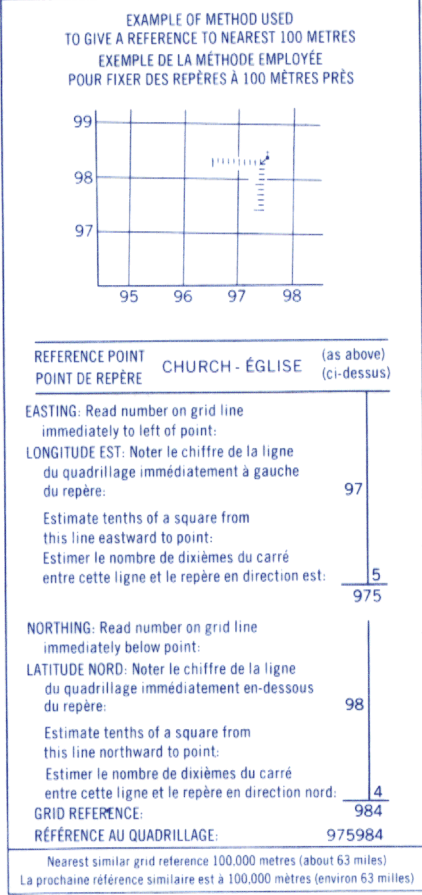 EXAMPLE OF METHOD USED
TO GIVE A REFERENCE TO NEAREST 100 METRES
EXEMPLE DE LA MÉTHODE EMPLOYÉE
POUR FIXER DES REPÈRES À 100 MÈTRES PRÈS
99
98
97
95 96 97 98
REFERENCE POINT
POINT DE REPÈRE
CHURCH - ÉGLISE
(as above)
(ci-dessus)
EASTING: Read number on grid line
immediately to left of point:
LONGITUDE EST: Noter le chiffre de la ligne
du quadrillage immédiatement à gauche
du repère: 97
Estimate tenths of a square from
this line eastward to point:
Estimer le nombre de dixièmes du carré
entre cette ligne et le repère en direction est: 5
975
NORTHING: Read number on grid line
immediately below point:
LATITUDE NORD: Noter le chiffre de la ligne
du quadrillage immédiatement en-dessous
du repère: 98
Estimate tenths of a square from
this line northward to point:
Estimer le nombre de dixièmes du carré
entre cette ligne et le repère en direction nord: 4
GRID REFERENCE: 984
RÉFÉRENCE AU QUADRILLAGE: 975984
Nearest similar grid reference 100,000 metres (about 63 miles)
La prochaine référence similaire est à 100,000 mètres (environ 63 milles)